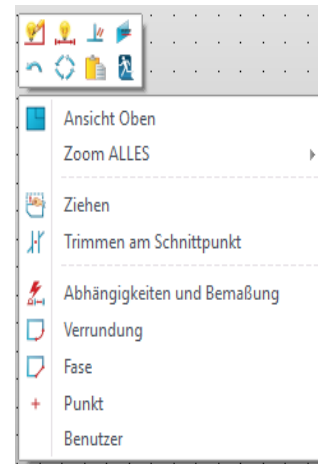 Ansicht Oben
Zoom ALLES
Ziehen
Trimmen am Schnittpunkt
Abhängigkeiten und Bemaßung
Verrundung
Fase
Punkt
Benutzer